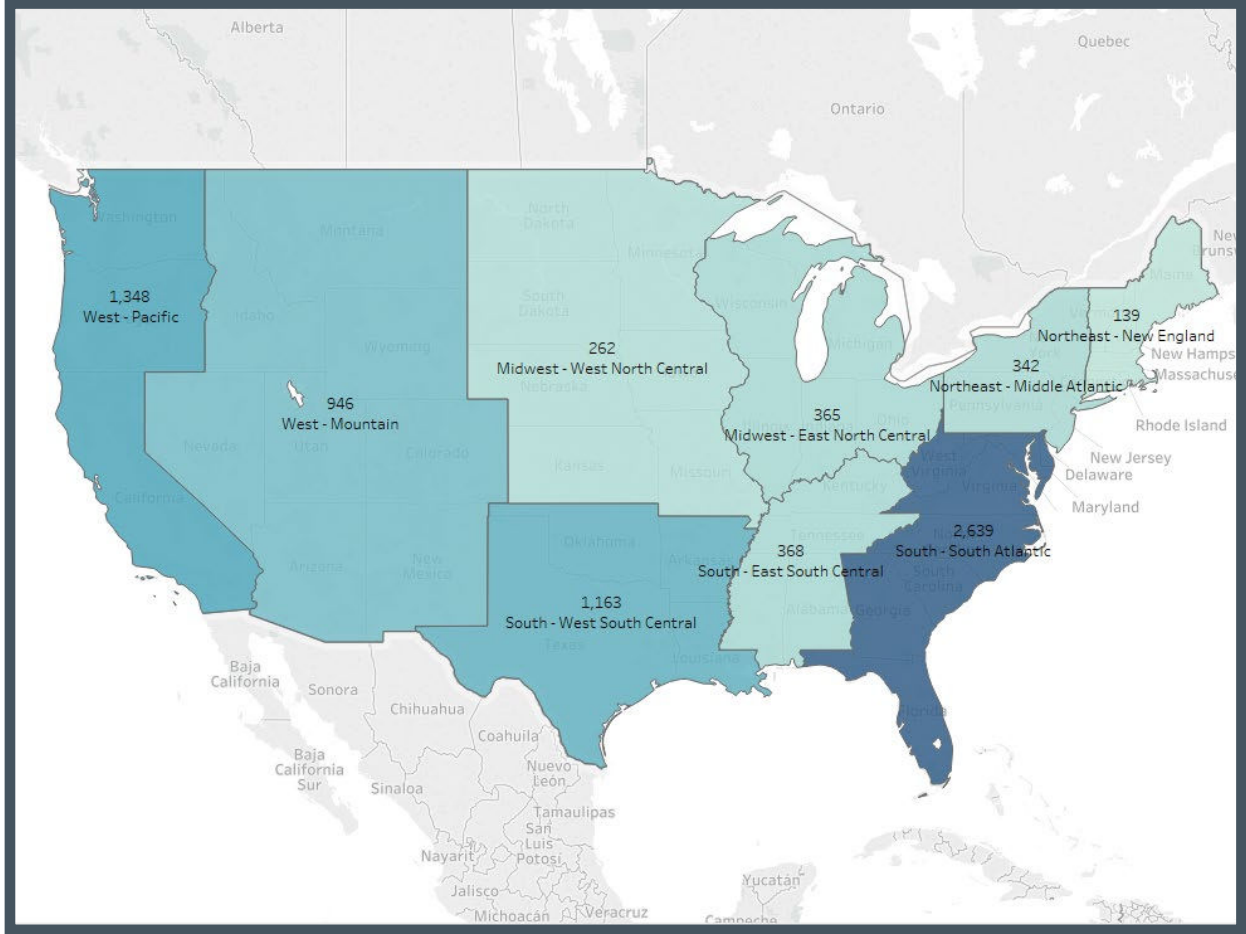 Alberta
Quebec
Ontario
Washington
Montana
North
Dakota
Minnesota
Maine
1,348
West - Pacific
Idaho
South
Dakota
Wisconsin
139
Northeast - New England
Wyoming
262
Midwest - West North Central
Michigan
York
New Hamps
Massachuse
342
Northeast - Middle Atlantic
Nebraska
Pennsylvania
946
West - Mountain
365
Midwest - East North Central
Ohio
Rhode Island
Nevada
Utah
Colorado
Kansas
Missouri
West
Virginia
New Jersey
Delaware
California
Kentucky
Virginia
Maryland
Oklahoma
Tennessee
2,639
South - South Atlantic
Arizona
New
Mexico
Arkansas
368
South - East South Central
South
Carolina
1,163
South - West South Central
Alabama
Georgia
Texas
Louisiana
Baja
California
Sonora
Chihuahua
Florida
Coahuila
Baja
California
Sur
Sinaloa
Nuevo
León
Tamaulipas
San
Luis
Potosí
Nayarit
Jalisco
Michoacán
Veracruz
Yucatán
Campeche